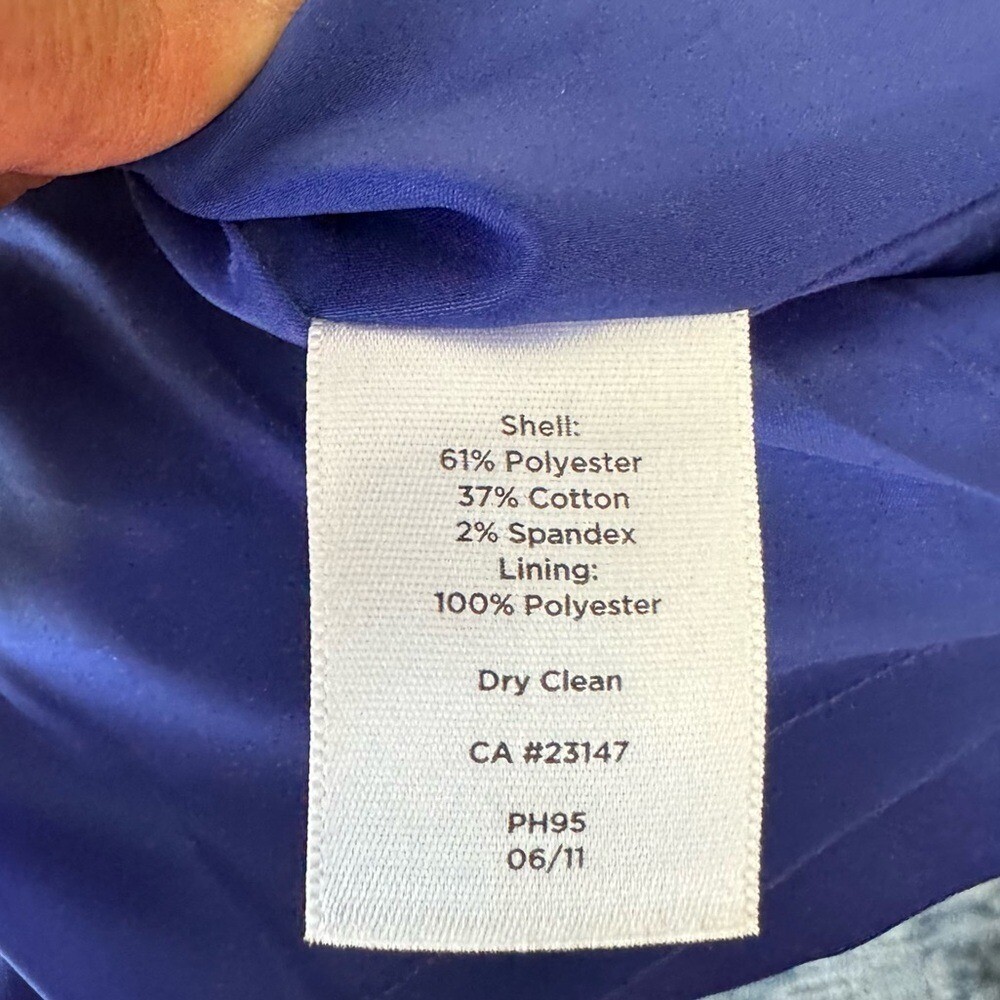 Shell:
61% Polyester
37% Cotton
2% Spandex
Lining:
100% Polyester
Dry Clean
CA #23147
PH95
06/11